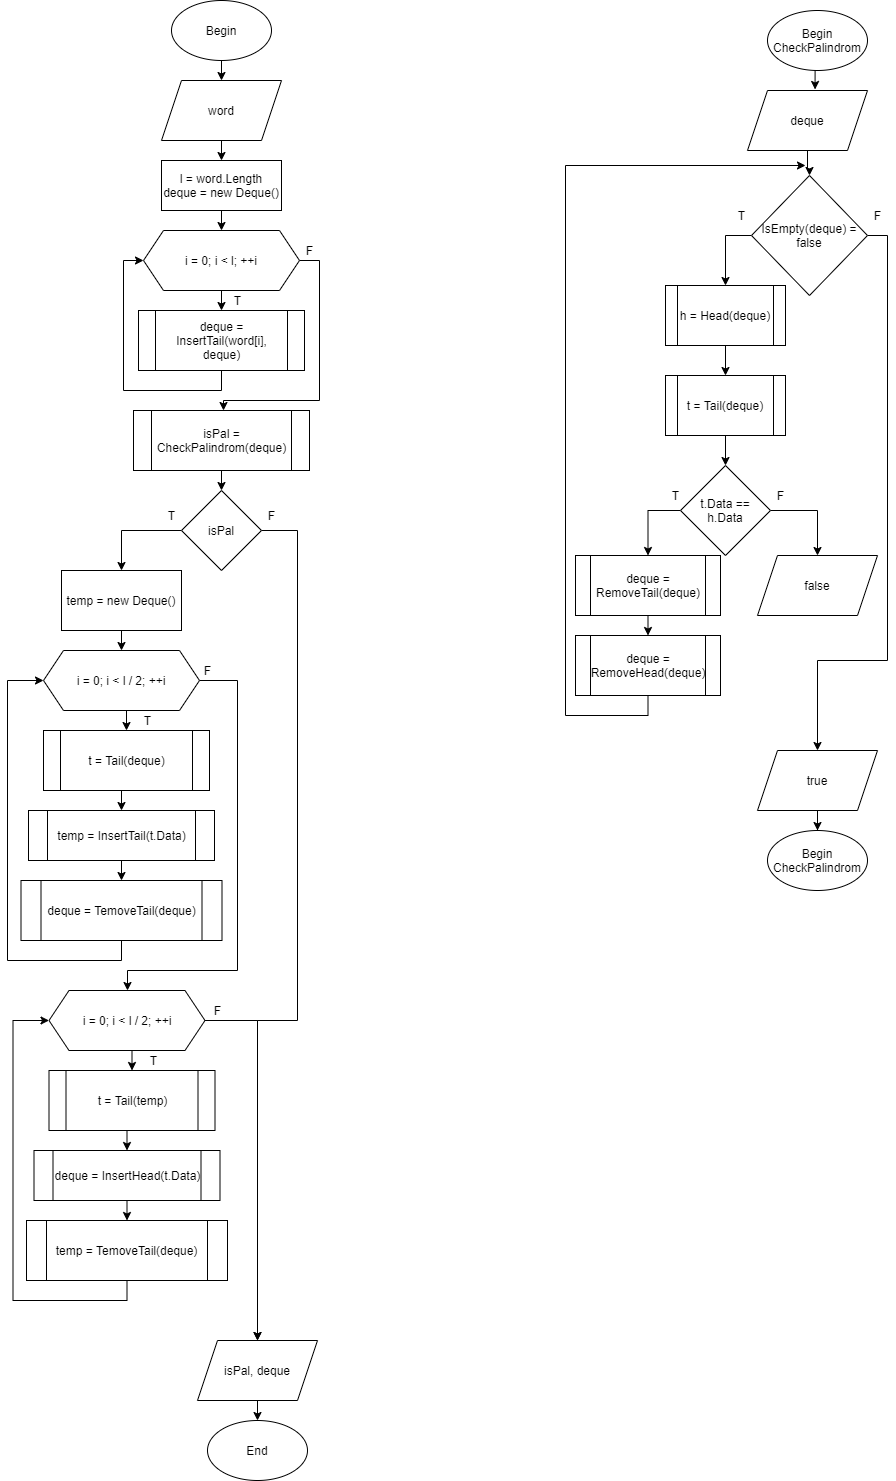 Begin
word
l = word.Length
deque = new Deque()
i = 0; i < l; ++i
F
T
deque =
InsertTail(word[i],
deque)
isPal =
CheckPalindrom(deque)
T
F
isPal
temp = new Deque()
i = 0; i < l / 2; ++i
F
T
t = Tail(deque)
temp = InsertTail(t.Data)
deque = TemoveTail(deque)
i = 0; i < l / 2; ++i
F
T
t = Tail(temp)
deque = InsertHead(t.Data)
temp = TemoveTail(deque)
isPal, deque
End
Begin
CheckPalindrom
deque
T
F
IsEmpty(deque) =
false
h = Head(deque)
t = Tail(deque)
T
F
t.Data ==
h.Data
deque =
RemoveTail(deque)
false
deque =
RemoveHead(deque)
true
Begin
CheckPalindrom